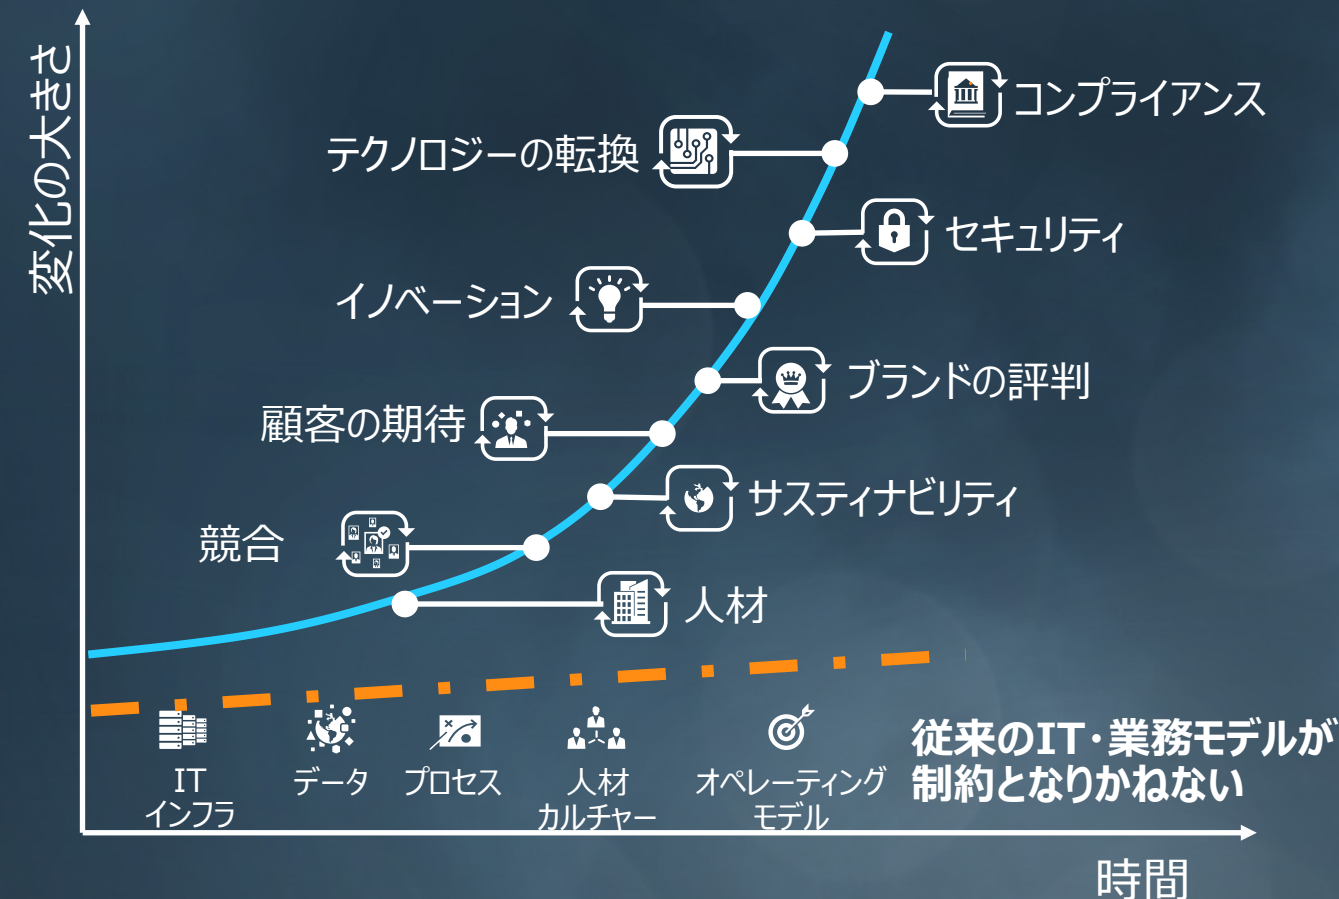 変化の大きさ
コンプライアンス
テクノロジーの転換
セキュリティ
イノベーション
ブランドの評判
顧客の期待
サスティナビリティ
競合
人材
IT
インフラ
データ
プロセス
人材
カルチャー
オペレーティング
モデル
従来のIT・業務モデルが
制約となりかねない
時間